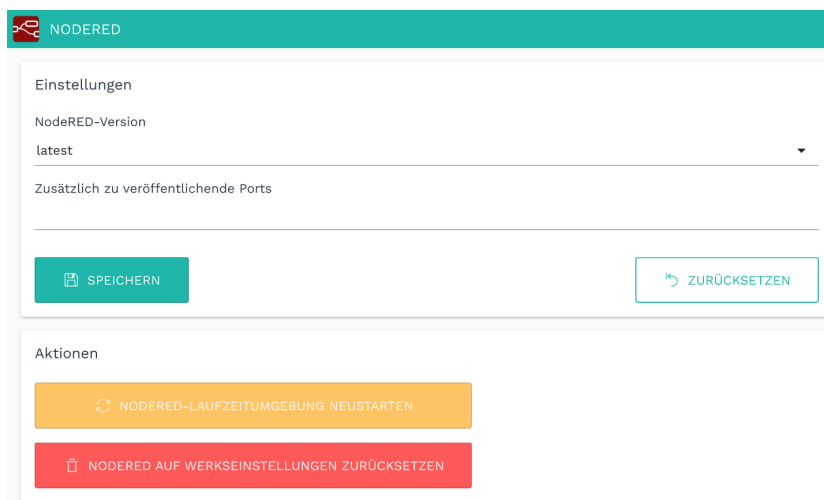 NODERED
Einstellungen
NodeRED-Version
latest
Zusätzlich zu veröffentlichende Ports
SPEICHERN
ZURÜCKSETZEN
Aktionen
NODERED-LAUFZEITUMGEBUNG NEUSTARTEN
NODERED AUF WERKSEINSTELLUNGEN ZURÜCKSETZEN